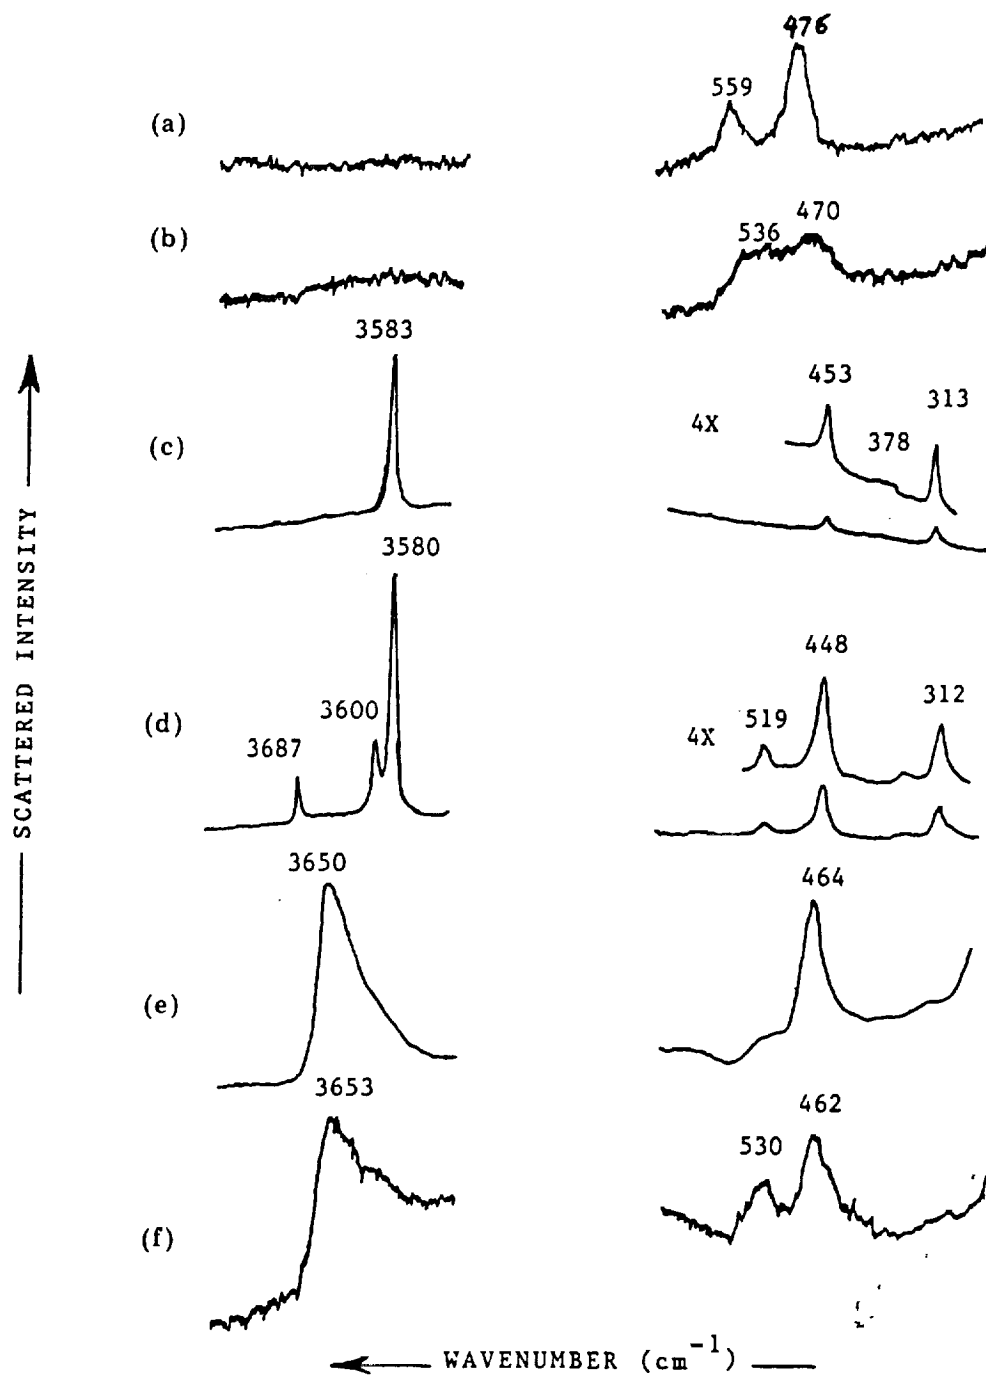 476
559
(a)
470
536
(b)
3583
453
313
4X
378
(c)
3580
448
3600
312
519
(d)
4X
3687
3650
464
(e)
3653
462
530
(f)
SCATTERED INTENSITY
WAVENUMBER (cm⁻¹)